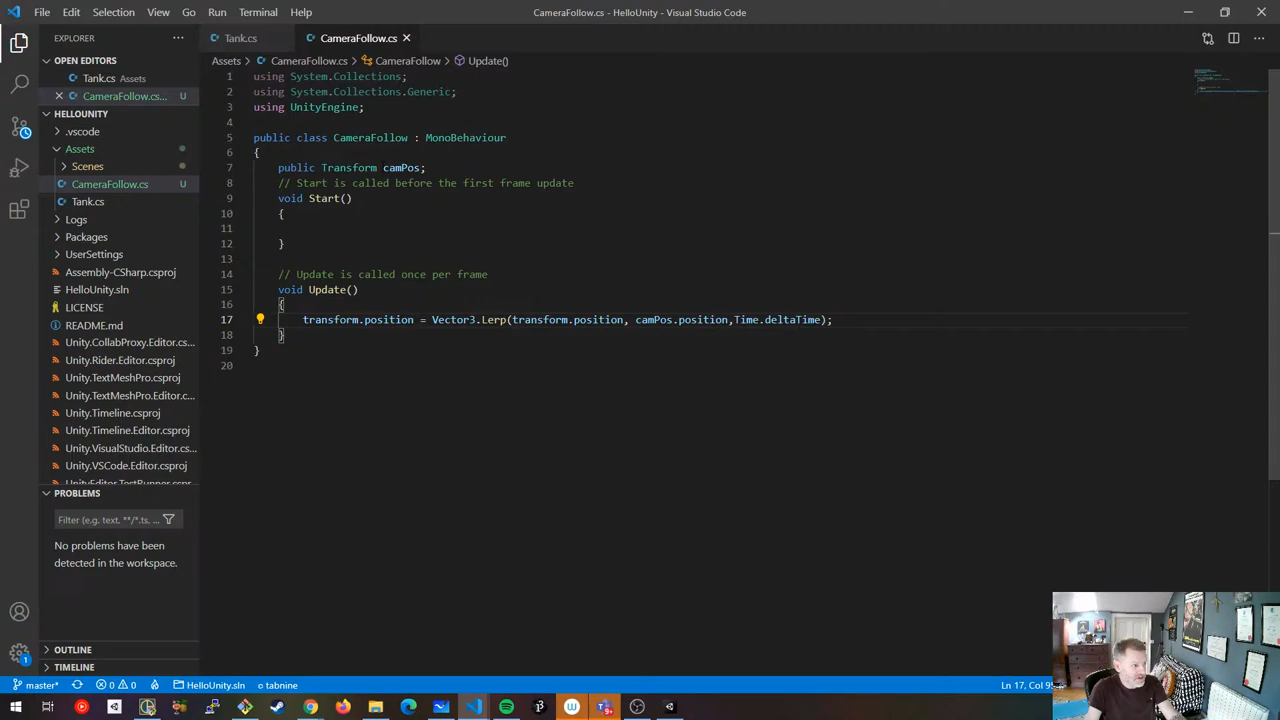 File Edit Selection View Go Run Terminal Help
CameraFollow.cs - HelloUnity - Visual Studio Code
EXPLORER
OPEN EDITORS
Tank.cs Assets
CameraFollow.cs... U
HELLOUNITY
.vscode
Assets
Scenes
CameraFollow.cs U
Tank.cs
Logs
Packages
UserSettings
Assembly-CSharp.csproj
HelloUnity.sln
LICENSE
README.md
Unity.CollabProxy.Editor.cs...
Unity.Rider.Editor.csproj
Unity.TextMeshPro.csproj
Unity.TextMeshPro.Editor.c...
Unity.Timeline.csproj
Unity.Timeline.Editor.csproj
Unity.VisualStudio.Editor.cs...
Unity.VSCode.Editor.csproj
UnityEditor.TestRunner.cspr...
PROBLEMS
Filter (e.g. text, **/*.ts, ...
No problems have been
detected in the workspace.
OUTLINE
TIMELINE
Tank.cs CameraFollow.cs
Assets > CameraFollow.cs > CameraFollow > Update()
1 using System.Collections;
2 using System.Collections.Generic;
3 using UnityEngine;
4
5 public class CameraFollow : MonoBehaviour
6 {
7 public Transform camPos;
8 // Start is called before the first frame update
9 void Start()
10 {
11
12 }
13
14 // Update is called once per frame
15 void Update()
16 {
17 transform.position = Vector3.Lerp(transform.position, camPos.position,Time.deltaTime);
18 }
19 }
20
master* 0 0 HelloUnity.sln tabnine
Ln 17, Col